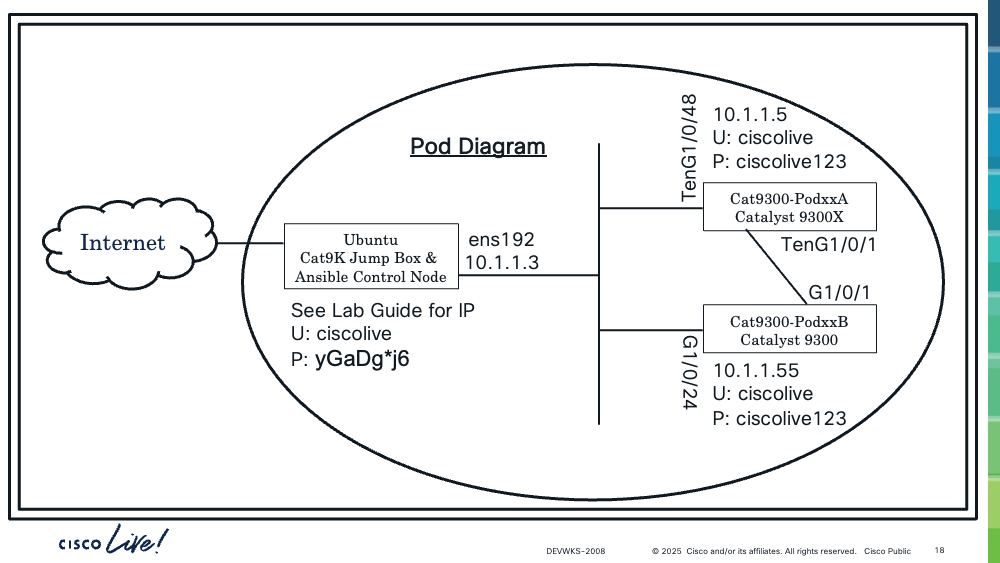 Pod Diagram
Internet
Ubuntu
Cat9K Jump Box &
Ansible Control Node
ens192
10.1.1.3
See Lab Guide for IP
U: ciscolive
P: yGaDg*j6
TenG1/0/48
10.1.1.5
U: ciscolive
P: ciscolive123
Cat9300-PodxxA
Catalyst 9300X
TenG1/0/1
G1/0/1
Cat9300-PodxxB
Catalyst 9300
G1/0/24
10.1.1.55
U: ciscolive
P: ciscolive123
CISCO Live!
DEVWKS-2008
© 2025 Cisco and/or its affiliates. All rights reserved. Cisco Public
18